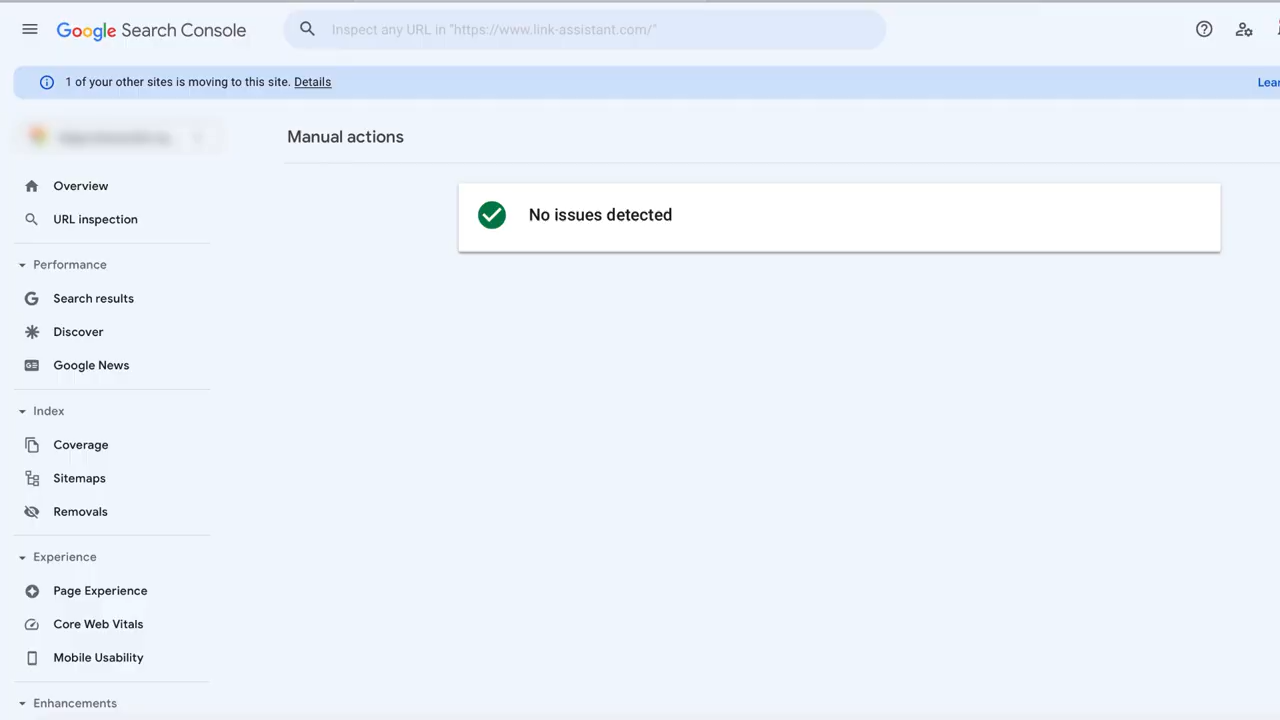 Google Search Console
Inspect any URL in "https://www.link-assistant.com/"
1 of your other sites is moving to this site. Details
Manual actions
No issues detected
Overview
URL inspection
Performance
Search results
Discover
Google News
Index
Coverage
Sitemaps
Removals
Experience
Page Experience
Core Web Vitals
Mobile Usability
Enhancements